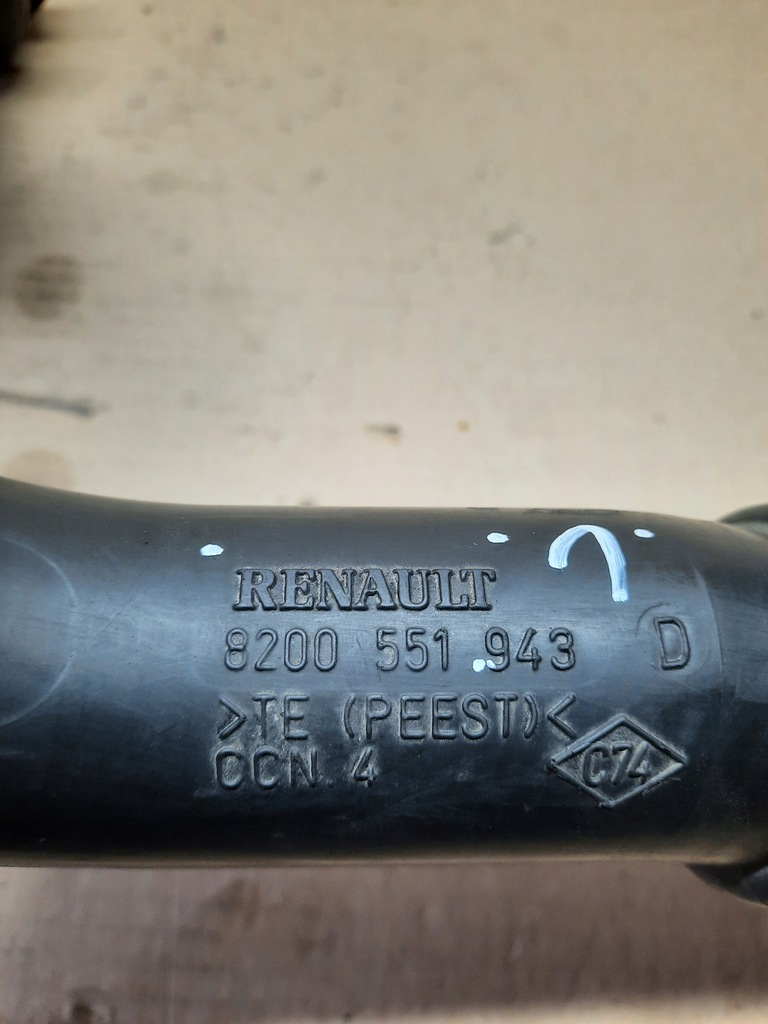 RENAULT
8200 551 943 D
>TE (PEEST)<
CCN.4
C74